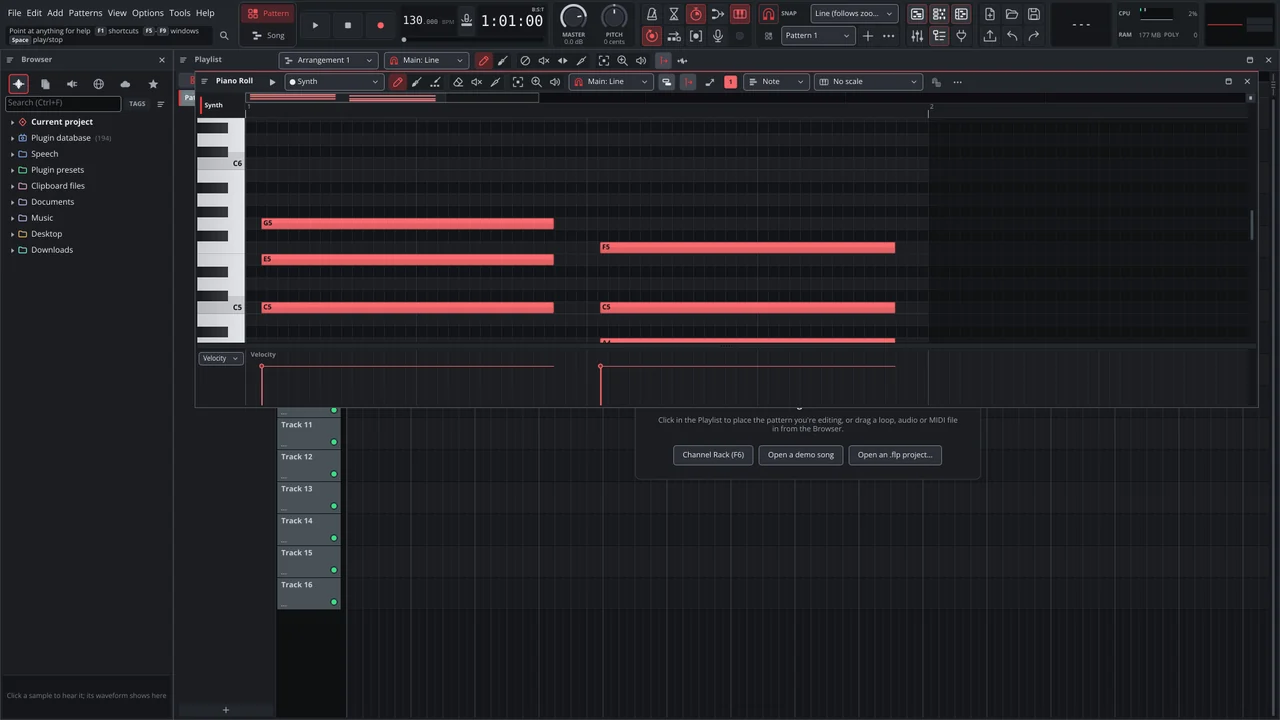 File Edit Add Patterns View Options Tools Help
Point at anything for help F1 shortcuts F5 - F9 windows
Space play/stop
Pattern
Song
130.000 BPM
1:01:00 B:S:T
MASTER
0.0 dB
PITCH
0 cents
SNAP
Line (follows zoo...
Pattern 1
---
CPU 2%
RAM 177 MB POLY 0
Browser
Search (Ctrl+F)
TAGS
Current project
Plugin database (194)
Speech
Plugin presets
Clipboard files
Documents
Music
Desktop
Downloads
Click a sample to hear it; its waveform shows here
Playlist
Arrangement 1
Main: Line
Piano Roll
Synth
Main: Line
1
Note
No scale
Synth
1
2
C6
G5
F5
E5
C5
C5
C5
Velocity
Velocity
Click in the Playlist to place the pattern you're editing, or drag a loop, audio or MIDI file
in from the Browser.
Channel Rack (F6)
Open a demo song
Open an .flp project...
Track 11
Track 12
Track 13
Track 14
Track 15
Track 16